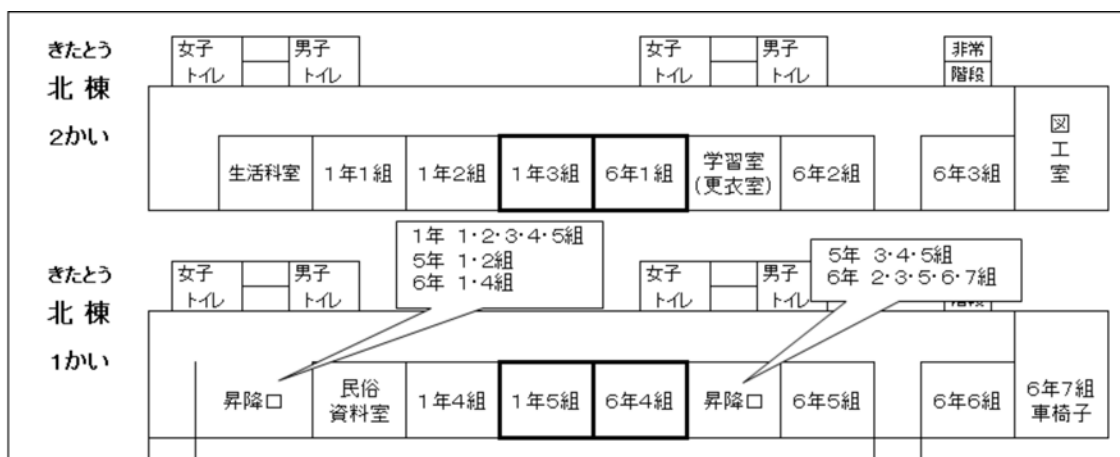 きたとう
北棟
2かい
女子
トイレ
男子
トイレ
女子
トイレ
男子
トイレ
非常
階段
生活科室
1年1組
1年2組
1年3組
6年1組
学習室
(更衣室)
6年2組
6年3組
図
工
室
1年 1・2・3・4・5組
5年 1・2組
6年 1・4組
5年 3・4・5組
6年 2・3・5・6・7組
きたとう
北棟
1かい
女子
トイレ
男子
トイレ
女子
トイレ
男子
トイレ
昇降口
民俗
資料室
1年4組
1年5組
6年4組
昇降口
6年5組
6年6組
6年7組
車椅子